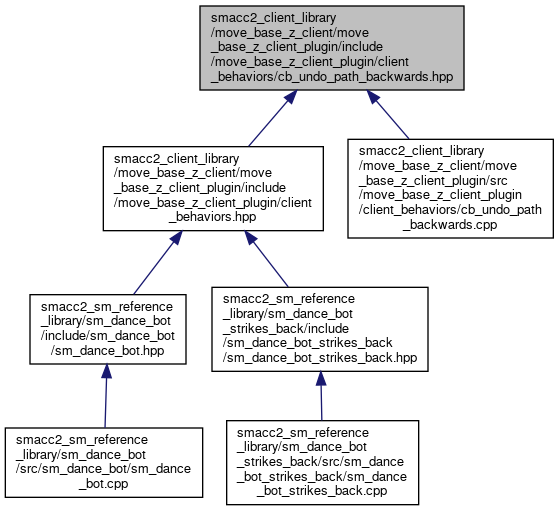 smacc2_client_library
/move_base_z_client/move
_base_z_client_plugin/include
/move_base_z_client_plugin/client
_behaviors/cb_undo_path_backwards.hpp
smacc2_client_library
/move_base_z_client/move
_base_z_client_plugin/include
/move_base_z_client_plugin/client
_behaviors.hpp
smacc2_client_library
/move_base_z_client/move
_base_z_client_plugin/src
/move_base_z_client_plugin
/client_behaviors/cb_undo_path
_backwards.cpp
smacc2_sm_reference
_library/sm_dance_bot
/include/sm_dance_bot
/sm_dance_bot.hpp
smacc2_sm_reference
_library/sm_dance_bot
_strikes_back/include
/sm_dance_bot_strikes_back
/sm_dance_bot_strikes_back.hpp
smacc2_sm_reference
_library/sm_dance_bot
/src/sm_dance_bot/sm_dance
_bot.cpp
smacc2_sm_reference
_library/sm_dance_bot
_strikes_back/src/sm_dance
_bot_strikes_back/sm_dance
_bot_strikes_back.cpp